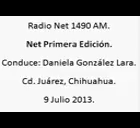 Radio Net 1490 AM.
Net Primera Edición.
Conduce: Daniela González Lara.
Cd. Juárez, Chihuahua.
9 Julio 2013.